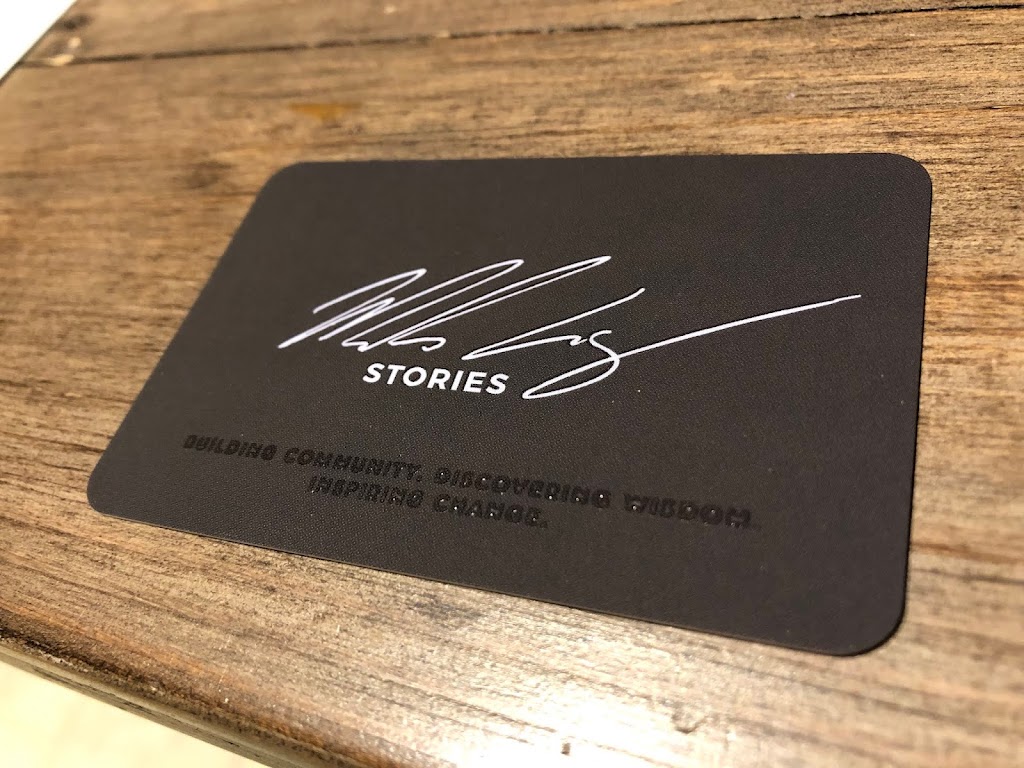 STORIES
BUILDING COMMUNITY. DISCOVERING WISDOM.
INSPIRING CHANGE.